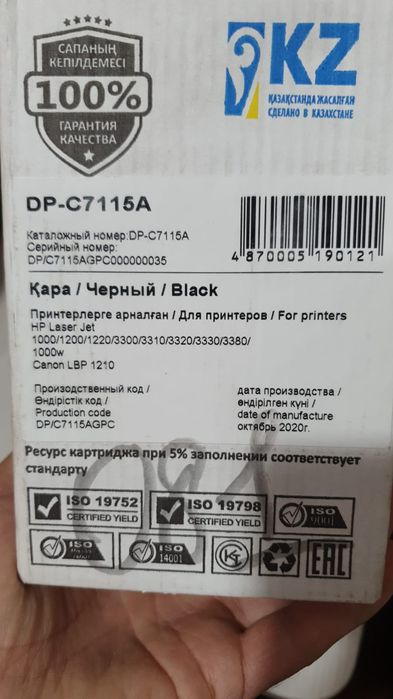 САПАНЫҢ
КЕПІЛДЕМЕСІ
100%
ГАРАНТИЯ
КАЧЕСТВА
KZ
ҚАЗАҚСТАНДА ЖАСАЛҒАН
СДЕЛАНО В КАЗАХСТАНЕ
DP-C7115A
Каталожный номер:DP-C7115A
Серийный номер:
DP/C7115AGPC000000035
4 870005 190121
Қара / Черный / Black
Принтерлерге арналған / Для принтеров / For printers
HP Laser Jet
1000/1200/1220/3300/3310/3320/3330/3380/
1000w
Canon LBP 1210
Производственный код /
Өндірістік код /
Production code
DP/C7115AGPC
дата производства /
өндірілген күні /
date of manufacture
октябрь 2020г.
Ресурс картриджа при 5% заполнении соответствует
стандарту
ISO 19752
CERTIFIED YIELD
ISO 19798
CERTIFIED YIELD
ISO
9001
ISO
ISO
14001
EAC